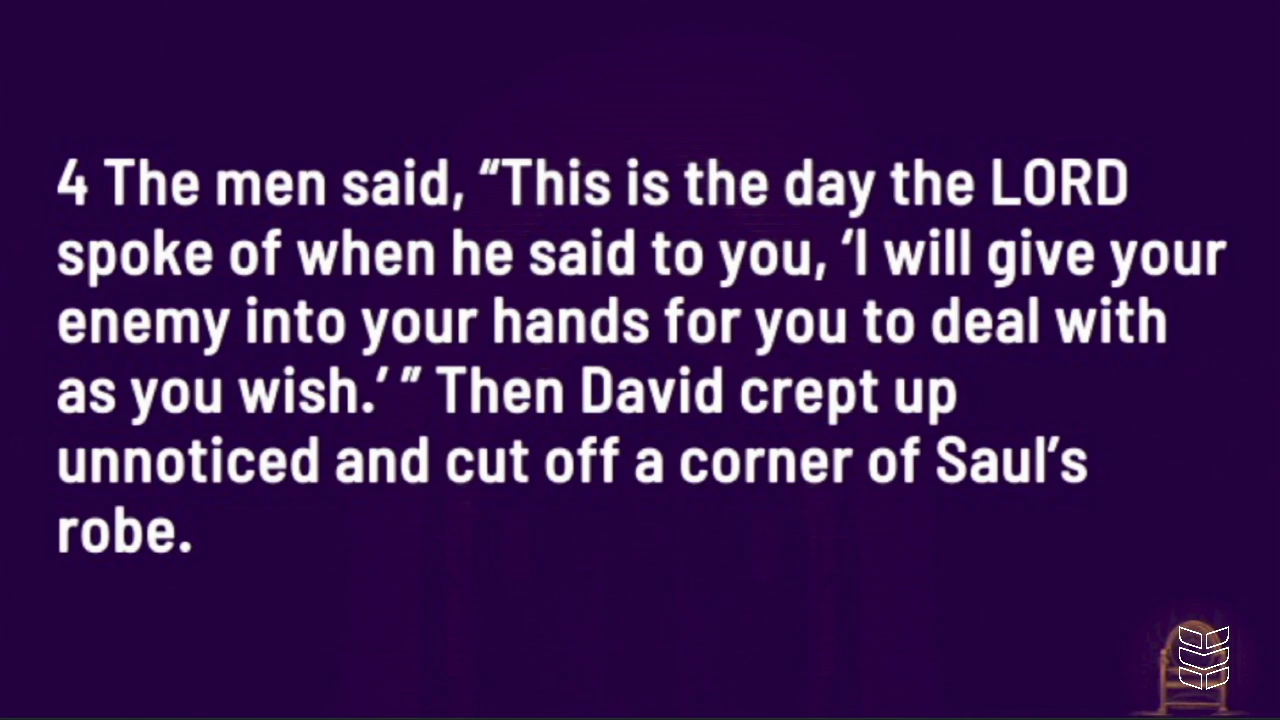 4 The men said, “This is the day the LORD
spoke of when he said to you, ‘I will give your
enemy into your hands for you to deal with
as you wish.’ ” Then David crept up
unnoticed and cut off a corner of Saul’s
robe.